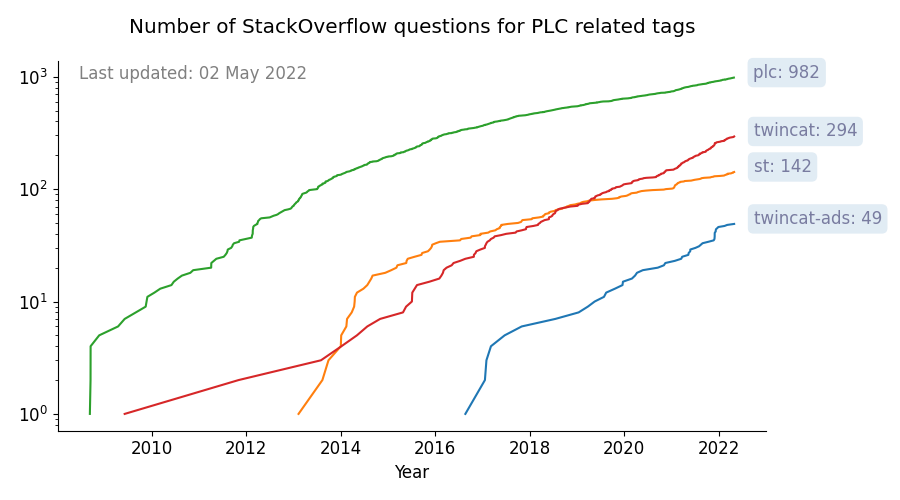 Number of StackOverflow questions for PLC related tags
Last updated: 02 May 2022
10³
10²
10¹
10⁰
plc: 982
twincat: 294
st: 142
twincat-ads: 49
2010 2012 2014 2016 2018 2020 2022
Year